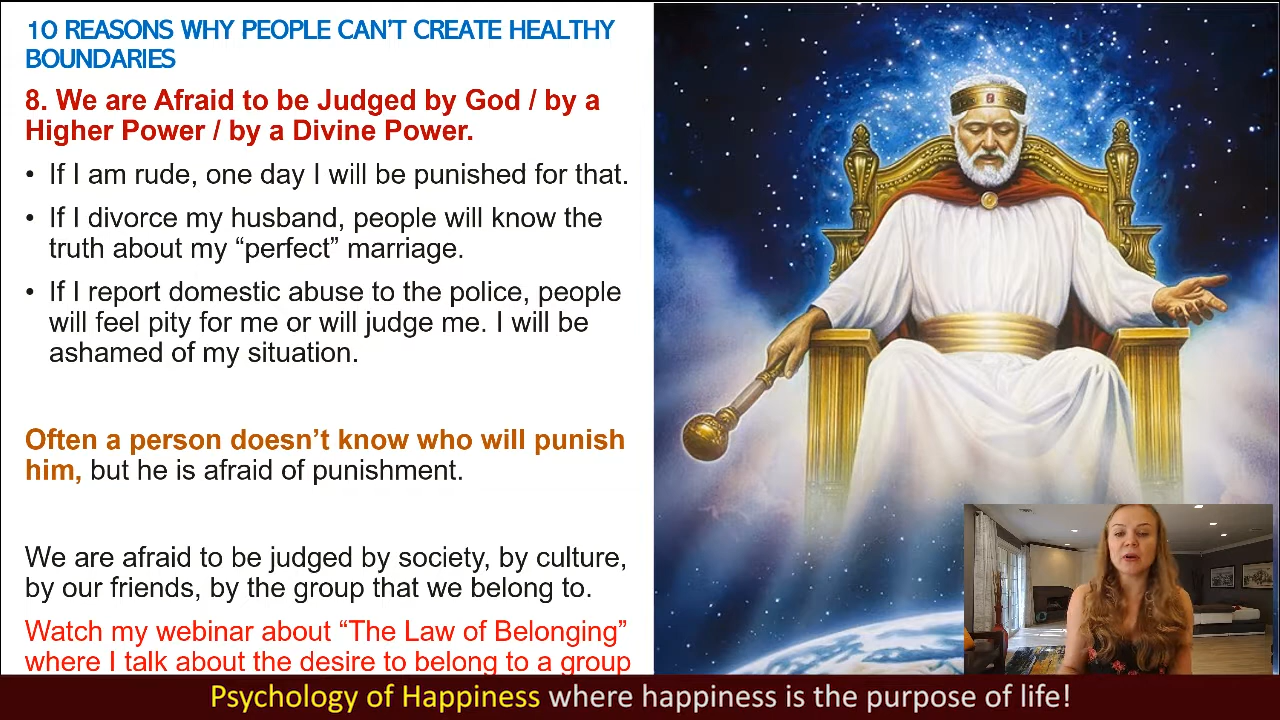 10 REASONS WHY PEOPLE CAN'T CREATE HEALTHY
BOUNDARIES
8. We are Afraid to be Judged by God / by a
Higher Power / by a Divine Power.
• If I am rude, one day I will be punished for that.
• If I divorce my husband, people will know the
truth about my “perfect” marriage.
• If I report domestic abuse to the police, people
will feel pity for me or will judge me. I will be
ashamed of my situation.
Often a person doesn’t know who will punish
him, but he is afraid of punishment.
We are afraid to be judged by society, by culture,
by our friends, by the group that we belong to.
Watch my webinar about “The Law of Belonging”
where I talk about the desire to belong to a group
Psychology of Happiness where happiness is the purpose of life!